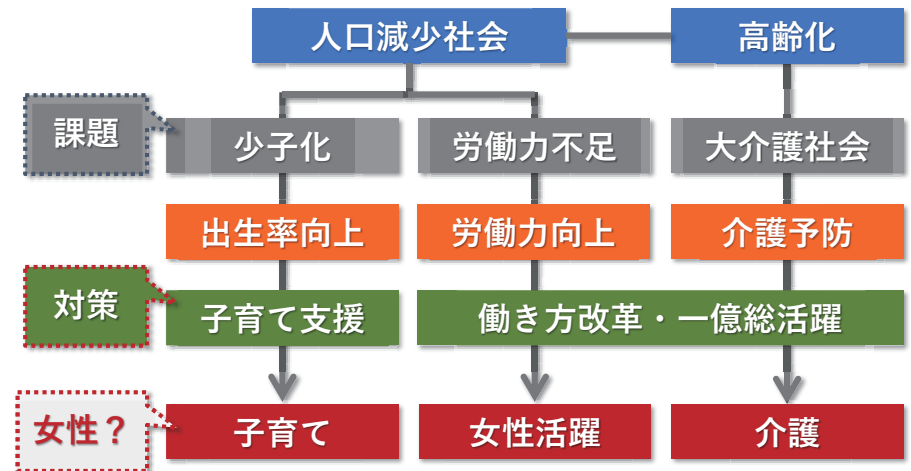 人口減少社会
高齢化
課題
少子化
労働力不足
大介護社会
出生率向上
労働力向上
介護予防
対策
子育て支援
働き方改革・一億総活躍
女性？
子育て
女性活躍
介護